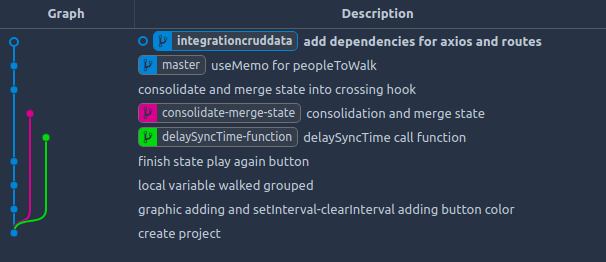 Graph Description
integrationcruddata add dependencies for axios and routes
master useMemo for peopleToWalk
consolidate and merge state into crossing hook
consolidate-merge-state consolidation and merge state
delaySyncTime-function delaySyncTime call function
finish state play again button
local variable walked grouped
graphic adding and setInterval-clearInterval adding button color
create project